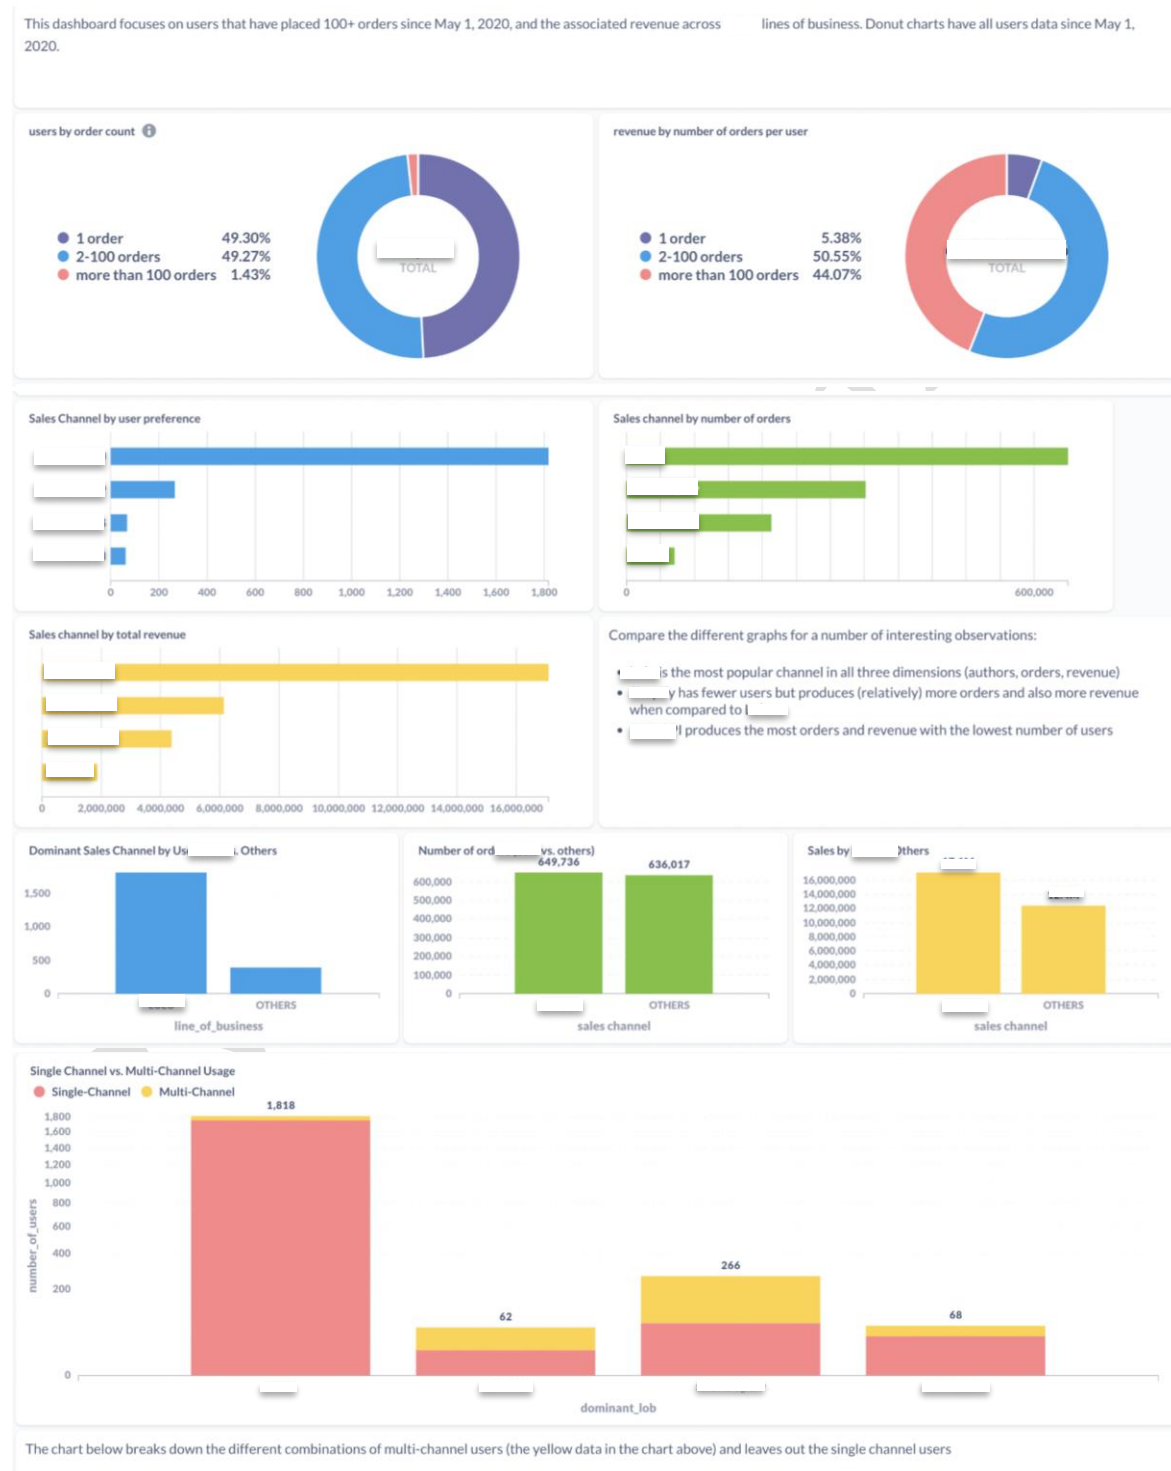 This dashboard focuses on users that have placed 100+ orders since May 1, 2020, and the associated revenue across lines of business. Donut charts have all users data since May 1,
2020.
users by order count
1 order 49.30%
2-100 orders 49.27%
more than 100 orders 1.43%
TOTAL
revenue by number of orders per user
1 order 5.38%
2-100 orders 50.55%
more than 100 orders 44.07%
TOTAL
Sales Channel by user preference
0 200 400 600 800 1,000 1,200 1,400 1,600 1,800
Sales channel by number of orders
0 600,000
Sales channel by total revenue
0 2,000,000 4,000,000 6,000,000 8,000,000 10,000,000 12,000,000 14,000,000 16,000,000
Compare the different graphs for a number of interesting observations:
• is the most popular channel in all three dimensions (authors, orders, revenue)
• has fewer users but produces (relatively) more orders and also more revenue
when compared to
• produces the most orders and revenue with the lowest number of users
Dominant Sales Channel by Others
1,500
1,000
500
0
OTHERS
line_of_business
Number of vs. others)
649,736
636,017
600,000
500,000
400,000
300,000
200,000
100,000
0
OTHERS
sales channel
Sales by Others
16,000,000
14,000,000
12,000,000
10,000,000
8,000,000
6,000,000
4,000,000
2,000,000
0
OTHERS
sales channel
Single Channel vs. Multi-Channel Usage
Single-Channel Multi-Channel
1,818
1,800
1,600
1,400
1,200
1,000
800
600
400
200
0
number_of_users
62
266
68
dominant_lob
The chart below breaks down the different combinations of multi-channel users (the yellow data in the chart above) and leaves out the single channel users